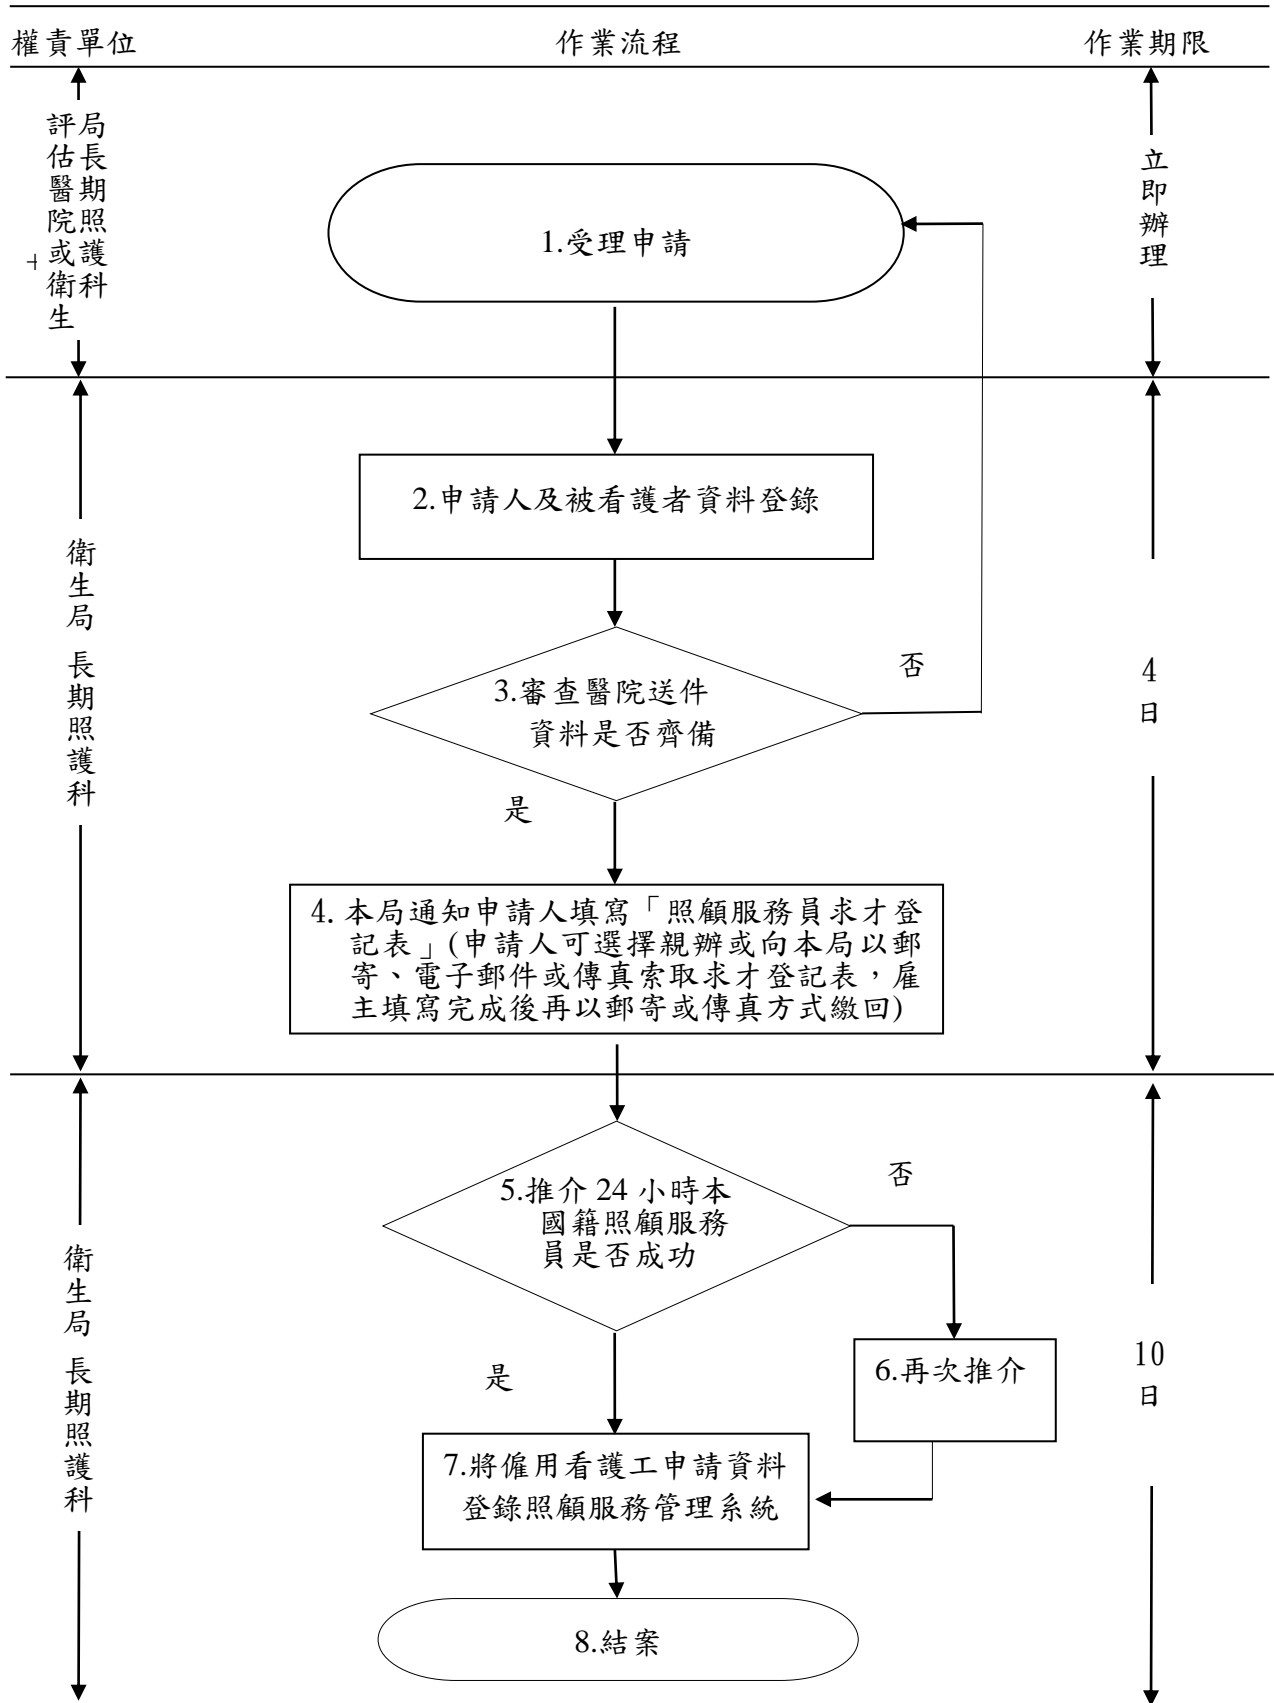 權責單位
作業流程
作業期限
評估醫院或衛生
局長期照護科
1.受理申請
立即辦理
2.申請人及被看護者資料登錄
衛生局 長期照護科
3.審查醫院送件
資料是否齊備
否
是
4日
4. 本局通知申請人填寫「照顧服務員求才登
記表」(申請人可選擇親辦或向本局以郵
寄、電子郵件或傳真索取求才登記表，雇
主填寫完成後再以郵寄或傳真方式繳回)
5.推介 24 小時本
國籍照顧服務
員是否成功
否
是
衛生局 長期照護科
6.再次推介
10
日
7.將僱用看護工申請資料
登錄照顧服務管理系統
8.結案